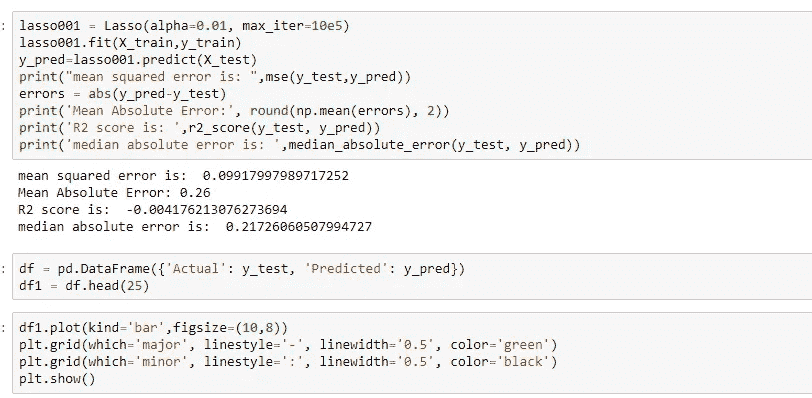 : lasso001 = Lasso(alpha=0.01, max_iter=10e5)
lasso001.fit(X_train,y_train)
y_pred=lasso001.predict(X_test)
print("mean squared error is: ",mse(y_test,y_pred))
errors = abs(y_pred-y_test)
print('Mean Absolute Error:', round(np.mean(errors), 2))
print('R2 score is: ',r2_score(y_test, y_pred))
print('median absolute error is: ',median_absolute_error(y_test, y_pred))
mean squared error is:  0.09917997989717252
Mean Absolute Error: 0.26
R2 score is:  -0.004176213076273694
median absolute error is:  0.21726060507994727
: df = pd.DataFrame({'Actual': y_test, 'Predicted': y_pred})
df1 = df.head(25)
: df1.plot(kind='bar',figsize=(10,8))
plt.grid(which='major', linestyle='-', linewidth='0.5', color='green')
plt.grid(which='minor', linestyle=':', linewidth='0.5', color='black')
plt.show()